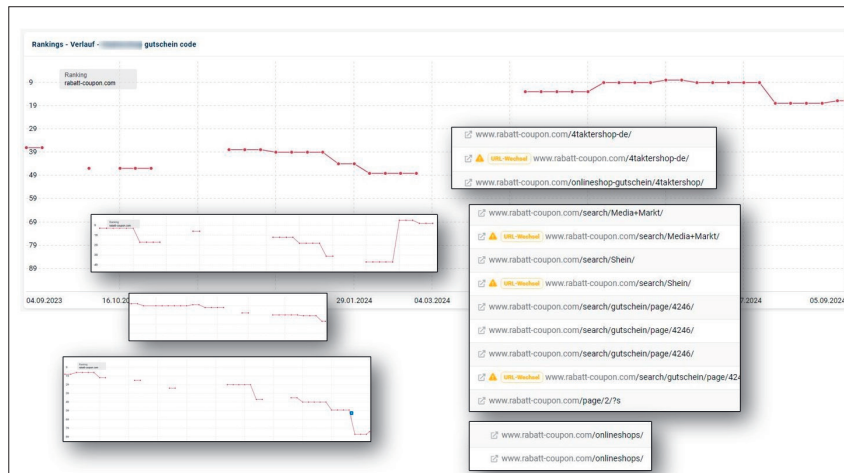 Rankings - Verlauf - gutschein code
Ranking
rabatt-coupon.com
9
19
29
39
49
59
69
79
89
04.09.2023
29.01.2024
04.03.2024
05.09.2024
www.rabatt-coupon.com/4taktershop-de/
URL-Wechsel www.rabatt-coupon.com/4taktershop-de/
www.rabatt-coupon.com/onlineshop-gutschein/4taktershop/
www.rabatt-coupon.com/search/Media+Markt/
URL-Wechsel www.rabatt-coupon.com/search/Media+Markt/
www.rabatt-coupon.com/search/Shein/
URL-Wechsel www.rabatt-coupon.com/search/Shein/
www.rabatt-coupon.com/search/gutschein/page/4246/
www.rabatt-coupon.com/search/gutschein/page/4246/
www.rabatt-coupon.com/search/gutschein/page/4246/
URL-Wechsel www.rabatt-coupon.com/search/gutschein/page/424
www.rabatt-coupon.com/page/2/?s
www.rabatt-coupon.com/onlineshops/
www.rabatt-coupon.com/onlineshops/